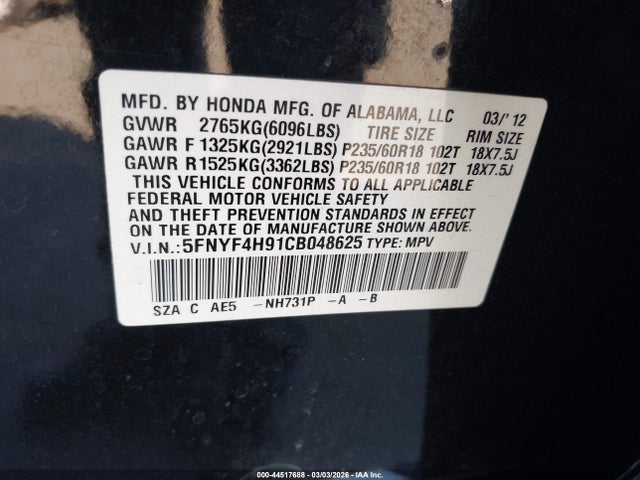 MFD. BY HONDA MFG. OF ALABAMA, LLC 03/'12
GVWR 2765KG(6096LBS) TIRE SIZE RIM SIZE
GAWR F 1325KG(2921LBS) P235/60R18 102T 18X7.5J
GAWR R 1525KG(3362LBS) P235/60R18 102T 18X7.5J
THIS VEHICLE CONFORMS TO ALL APPLICABLE
FEDERAL MOTOR VEHICLE SAFETY
AND THEFT PREVENTION STANDARDS IN EFFECT
ON THE DATE OF MANUFACTURE SHOWN ABOVE.
V.I.N.:5FNYF4H91CB048625 TYPE: MPV
SZA C AE5 -NH731P -A -B
000-44517688 - 03/03/2026 - IAA Inc.